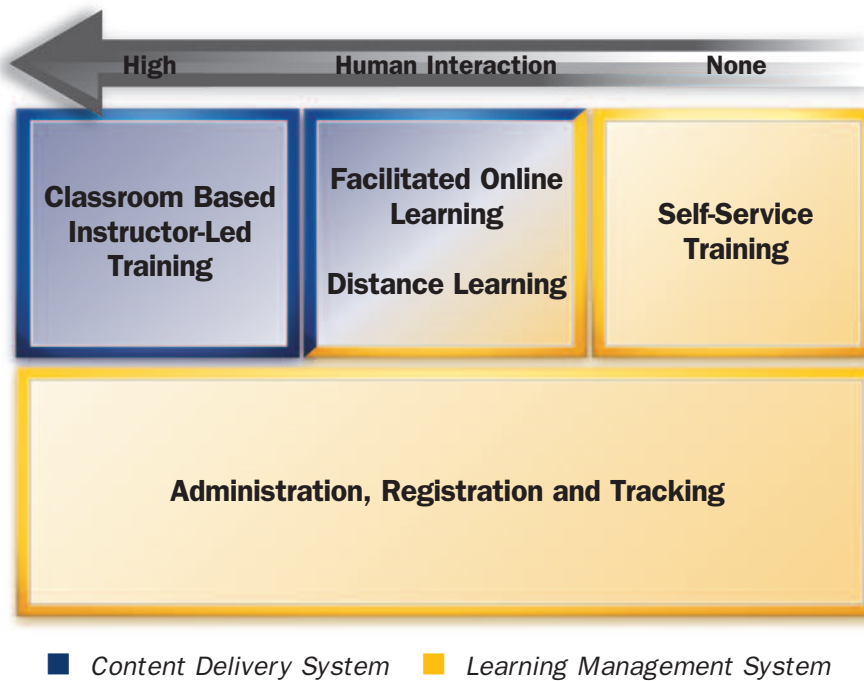 High Human Interaction None
Classroom Based
Instructor-Led
Training
Facilitated Online
Learning
Distance Learning
Self-Service
Training
Administration, Registration and Tracking
Content Delivery System Learning Management System